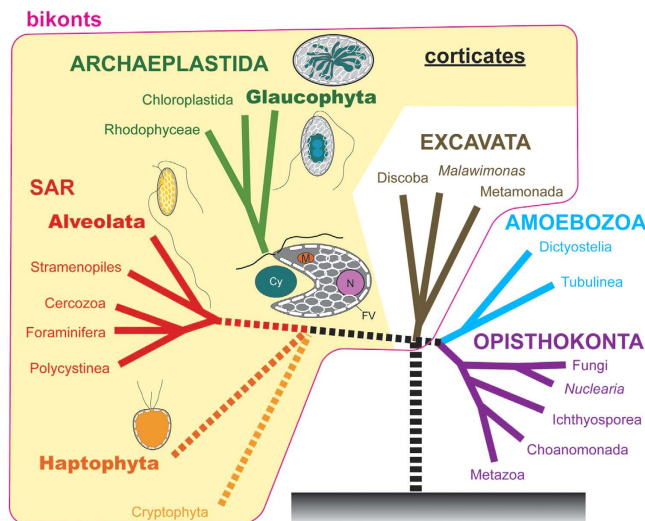 bikonts
ARCHAEPLASTIDA
corticates
Chloroplastida
Glaucophyta
Rhodophyceae
EXCAVATA
Malawimonas
Discoba
Metamonada
SAR
Alveolata
AMOEBOZOA
Dictyostelia
Stramenopiles
M
Cy
N
Tubulinea
Cercozoa
FV
Foraminifera
OPISTHOKONTA
Polycystinea
Fungi
Nuclearia
Ichthyosporea
Choanomonada
Haptophyta
Metazoa
Cryptophyta